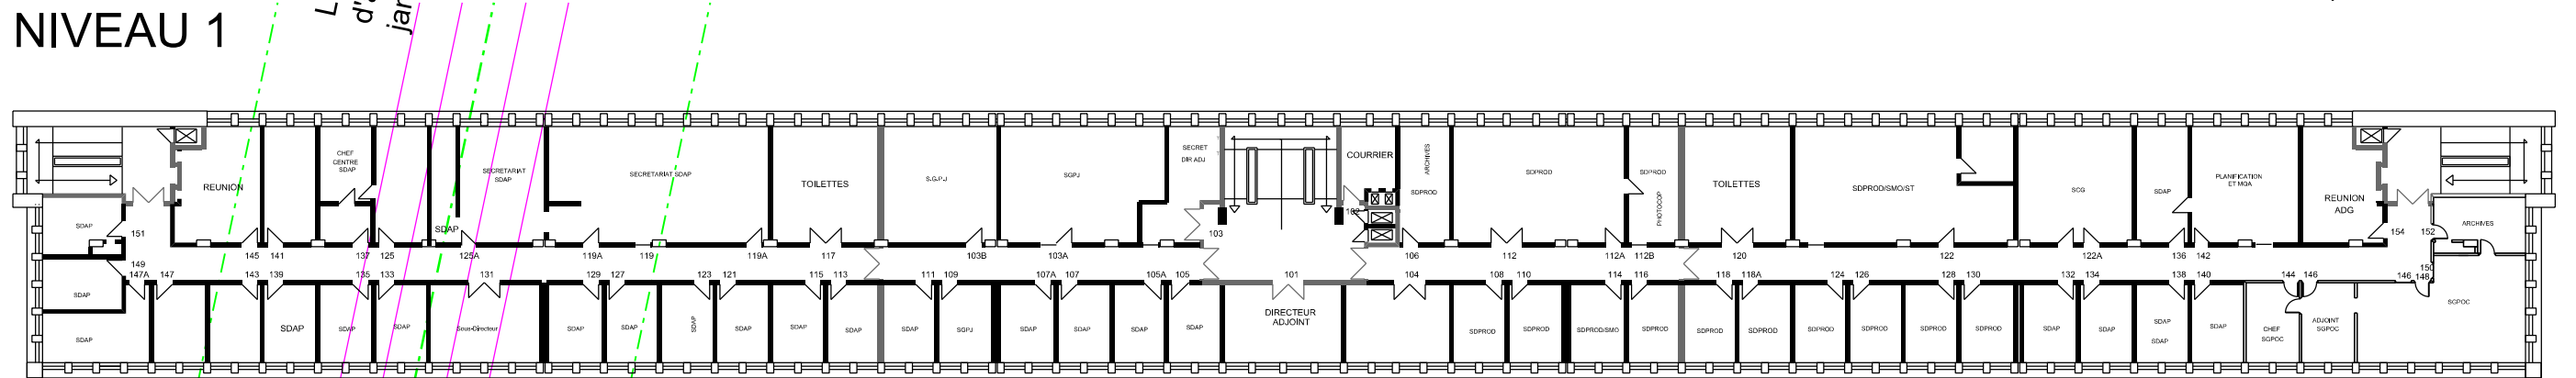 NIVEAU 1
L
d'a
jar
CHEF
CENTRE
SDAP
REUNION
SECRETARIAT
SDAP
SECRETARIAT SDAP
TOILETTES
S.G.P.J
SGPJ
SECRET
DIR ADJ
COURRIER
ARCHIVES
SDPROD
SDPROD
SDPROD
PHOTOCOP
TOILETTES
SDPROD/SMO/ST
SCG
SDAP
PLANIFICATION
ET MGA
REUNION
ADG
ARCHIVES
SDAP
SDAP
151
103
102
154
152
149
145
141
137
125
125A
119A
119
119A
117
103B
103A
106
112
112A
112B
120
122
122A
136
142
150
147A
147
143
139
135
133
131
129
127
123
121
115
113
111
109
107A
107
105A
105
101
104
108
110
114
116
118
118A
124
126
128
130
132
134
138
140
144
146
146
148
SDAP
SDAP
SDAP
SDAP
SDAP
Sous-Directeur
SDAP
SDAP
SDAP
SDAP
SDAP
SDAP
SDAP
SGPJ
SDAP
SDAP
SDAP
SDAP
DIRECTEUR
ADJOINT
SDPROD
SDPROD
SDPROD/SMO
SDPROD
SDPROD
SDPROD
SDPROD
SDPROD
SDPROD
SDPROD
SDAP
SDAP
SDAP
SDAP
SDAP
CHEF
SGPOC
ADJOINT
SGPOC
SGPOC